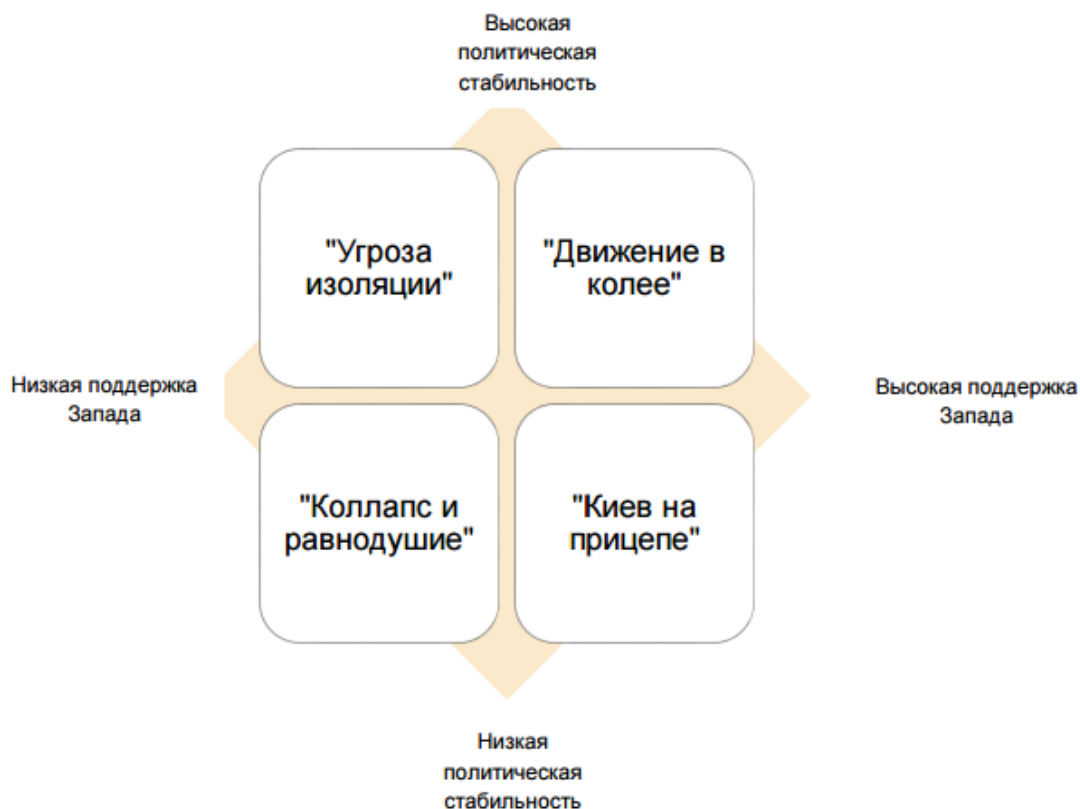 Высокая
политическая
стабильность
"Угроза
изоляции"
"Движение в
колее"
Низкая поддержка
Запада
Высокая поддержка
Запада
"Коллапс и
равнодушие"
"Киев на
прицепе"
Низкая
политическая
стабильность